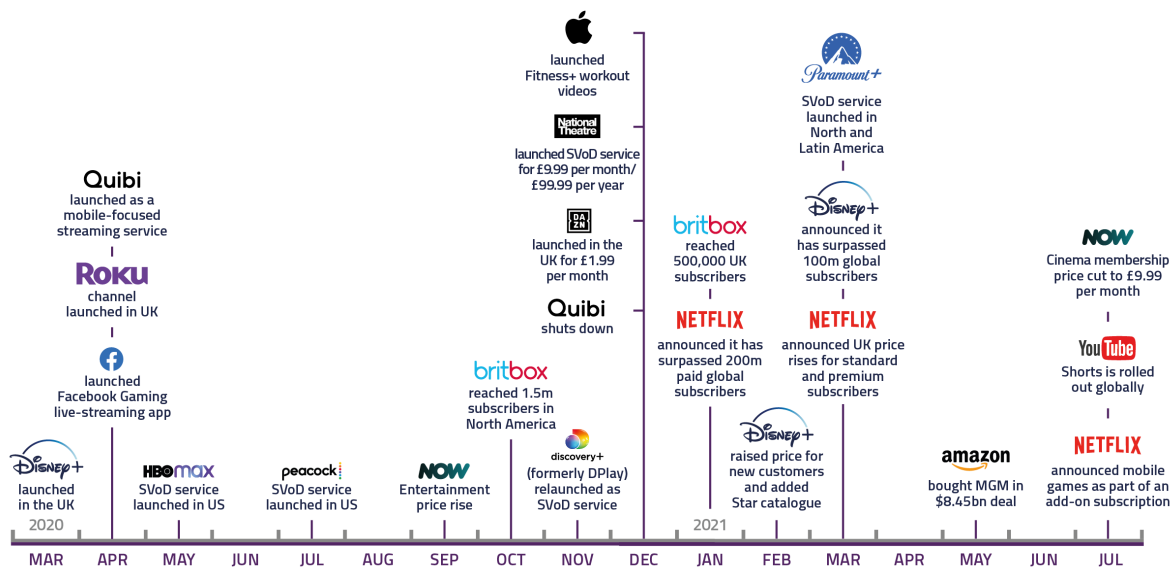 Disney+
launched
in the UK
Quibi
launched as a
mobile-focused
streaming service
ROKU
channel
launched in UK
launched
Facebook Gaming
live-streaming app
HBOmax
SVoD service
launched in US
peacock
SVoD service
launched in US
NOW
Entertainment
price rise
britbox
reached 1.5m
subscribers in
North America
discovery+
(formerly DPlay)
relaunched as
SVoD service
launched
Fitness+ workout
videos
National
Theatre
launched SVoD service
for £9.99 per month/
£99.99 per year
DA
ZN
launched in the
UK for £1.99
per month
Quibi
shuts down
britbox
reached
500,000 UK
subscribers
NETFLIX
announced it has
surpassed 200m
paid global
subscribers
Disney+
raised price for
new customers
and added
Star catalogue
Paramount+
SVoD service
launched in
North and
Latin America
Disney+
announced it
has surpassed
100m global
subscribers
NETFLIX
announced UK price
rises for standard
and premium
subscribers
amazon
bought MGM in
$8.45bn deal
NOW
Cinema membership
price cut to £9.99
per month
YouTube
Shorts is rolled
out globally
NETFLIX
announced mobile
games as part of an
add-on subscription
2020 2021
MAR APR MAY JUN JUL AUG SEP OCT NOV DEC JAN FEB MAR APR MAY JUN JUL